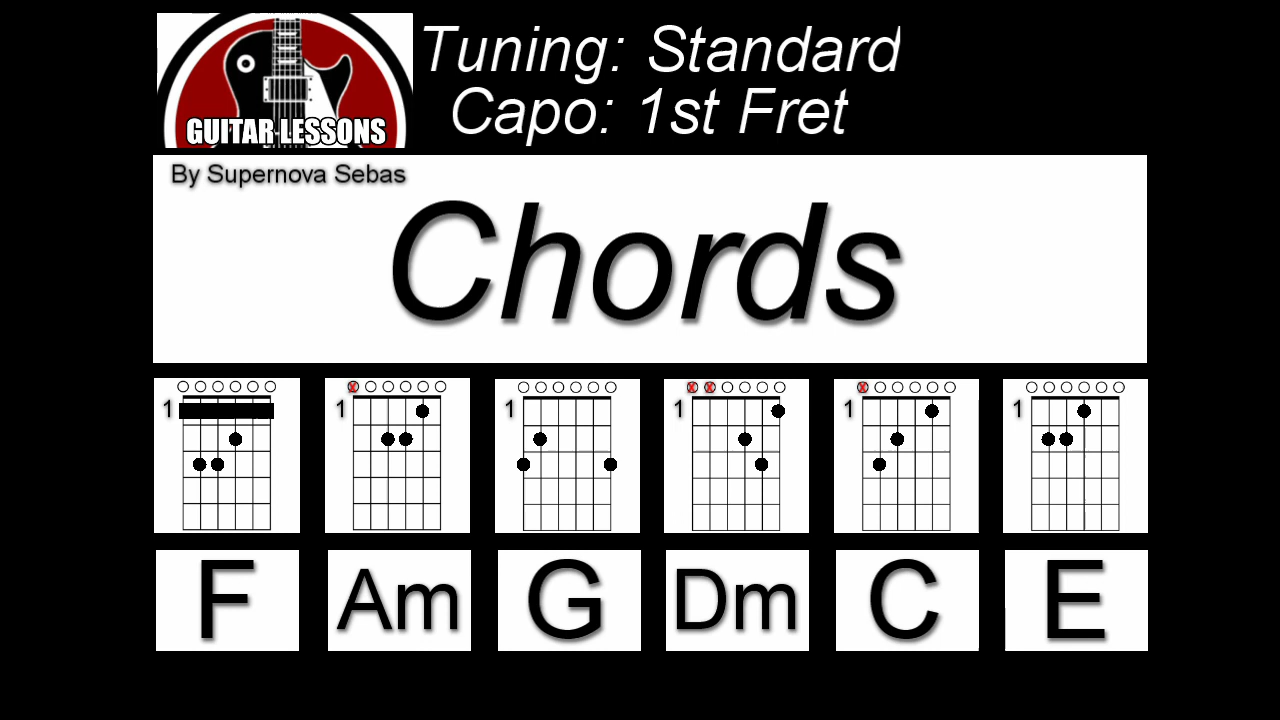 Tuning: Standard
Capo: 1st Fret
GUITAR LESSONS
By Supernova Sebas
Chords
1 1 1 1 1 1
X X X X
F Am G Dm C E